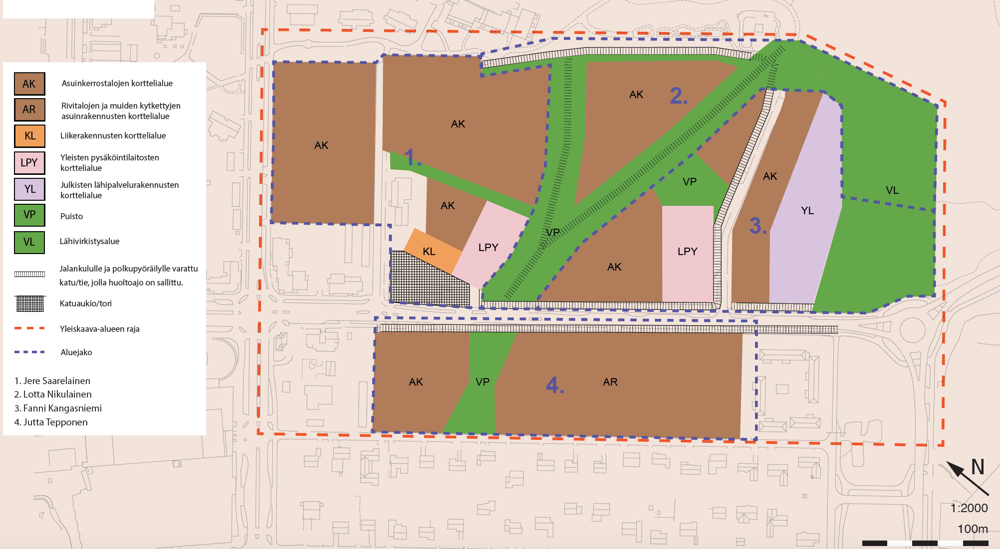 AK Asuinkerrostalojen korttelialue
AR Rivitalojen ja muiden kytkettyjen
asuinrakennusten korttelialue
KL Liikerakennusten korttelialue
LPY Yleisten pysäköintilaitosten
korttelialue
YL Julkisten lähipalvelurakennusten
korttelialue
VP Puisto
VL Lähivirkistysalue
Jalankululle ja polkupyöräilylle varattu
katu/tie, jolla huoltoajo on sallittu.
Katuaukio/tori
Yleiskaava-alueen raja
Aluejako
1. Jere Saarelainen
2. Lotta Nikulainen
3. Fanni Kangasniemi
4. Jutta Tepponen
AK
AK
1.
AK
KL
LPY
AK
2.
VP
VP
AK
LPY
AK
3.
YL
VL
AK
VP
4.
AR
N
1:2000
100m